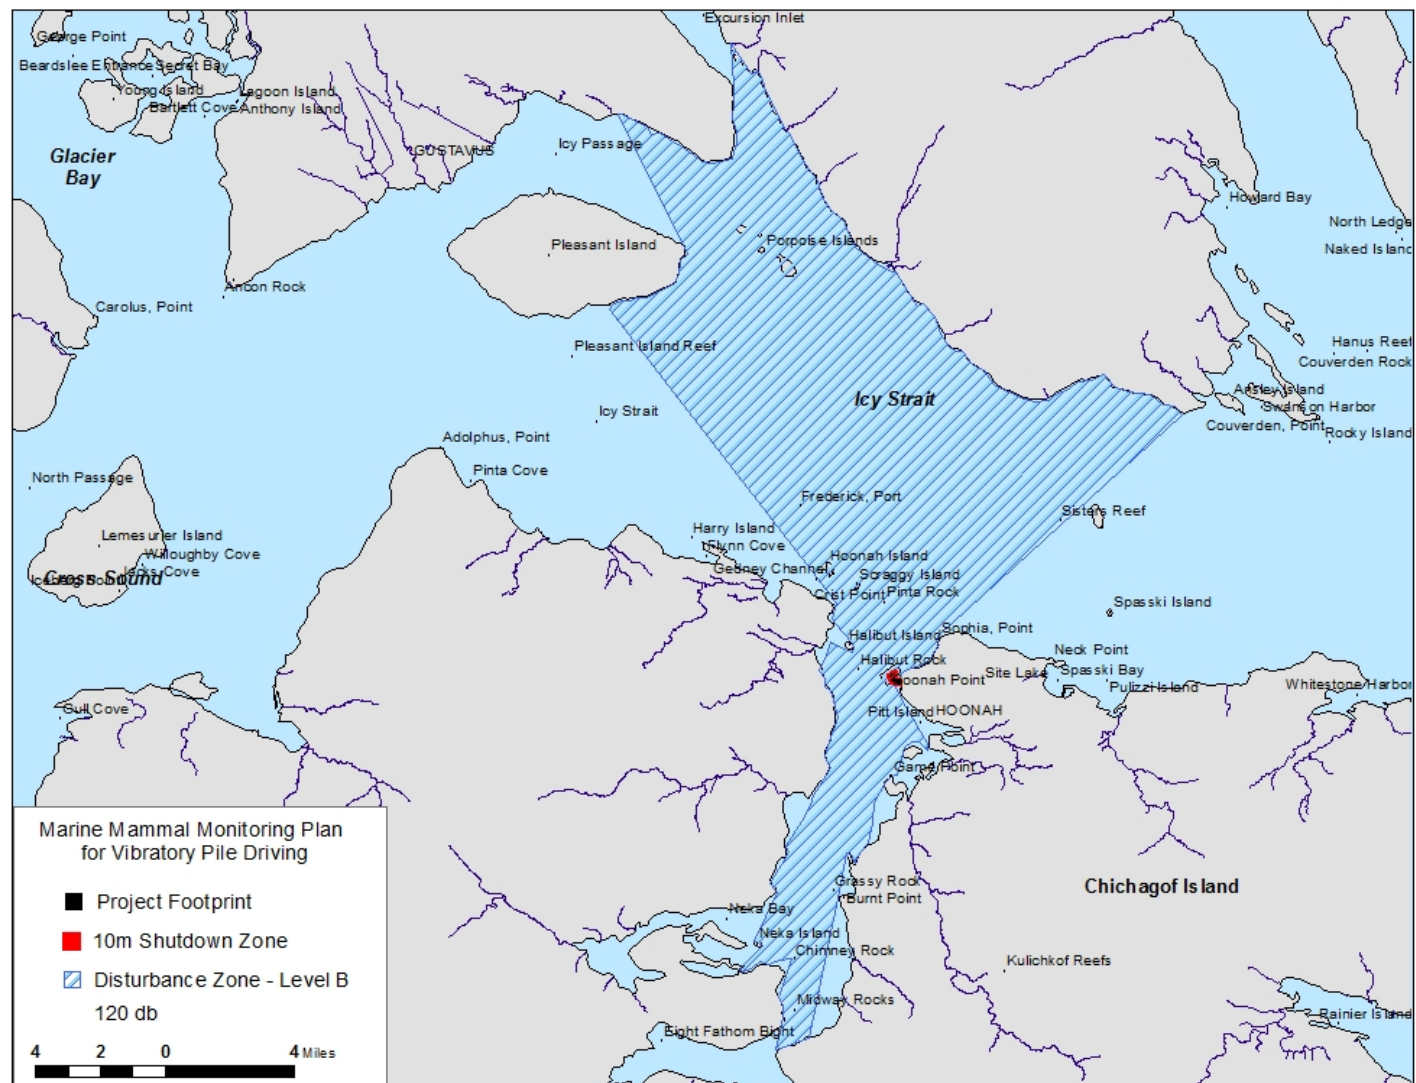 Excursion Inlet
George Point
Beardslee Entrance
Secret Bay
Young Island
Lagoon Island
Bartlett Cove
Anthony Island
Glacier
Bay
GUSTAVUS
Icy Passage
Howard Bay
North Ledge
Naked Island
Porpoise Islands
Pleasant Island
Ancon Rock
Carolus, Point
Pleasant Island Reef
Hanus Reef
Couverden Rock
Ansley Island
Swanson Harbor
Couverden, Point
Rocky Island
Icy Strait
Icy Strait
Adolphus, Point
Pinta Cove
North Passage
Frederick, Port
Sisters Reef
Lemesurier Island
Willoughby Cove
Jacks Cove
Cross Sound
Harry Island
Flynn Cove
Gedney Channel
Hoonah Island
Scraggy Island
Crist Point
Pinta Rock
Spasski Island
Halibut Island
Sophia, Point
Halibut Rock
Hoonah Point
Site Lake
Neck Point
Spasski Bay
Pulizzi Island
Whitestone Harbor
Gull Cove
Pitt Island
HOONAH
Game Point
Grassy Rock
Burnt Point
Chichagof Island
Neka Bay
Neka Island
Chimney Rock
Kulichkof Reefs
Midway Rocks
Eight Fathom Bight
Rainier Island
Marine Mammal Monitoring Plan
for Vibratory Pile Driving
Project Footprint
10m Shutdown Zone
Disturbance Zone - Level B
120 db
4 2 0 4 Miles